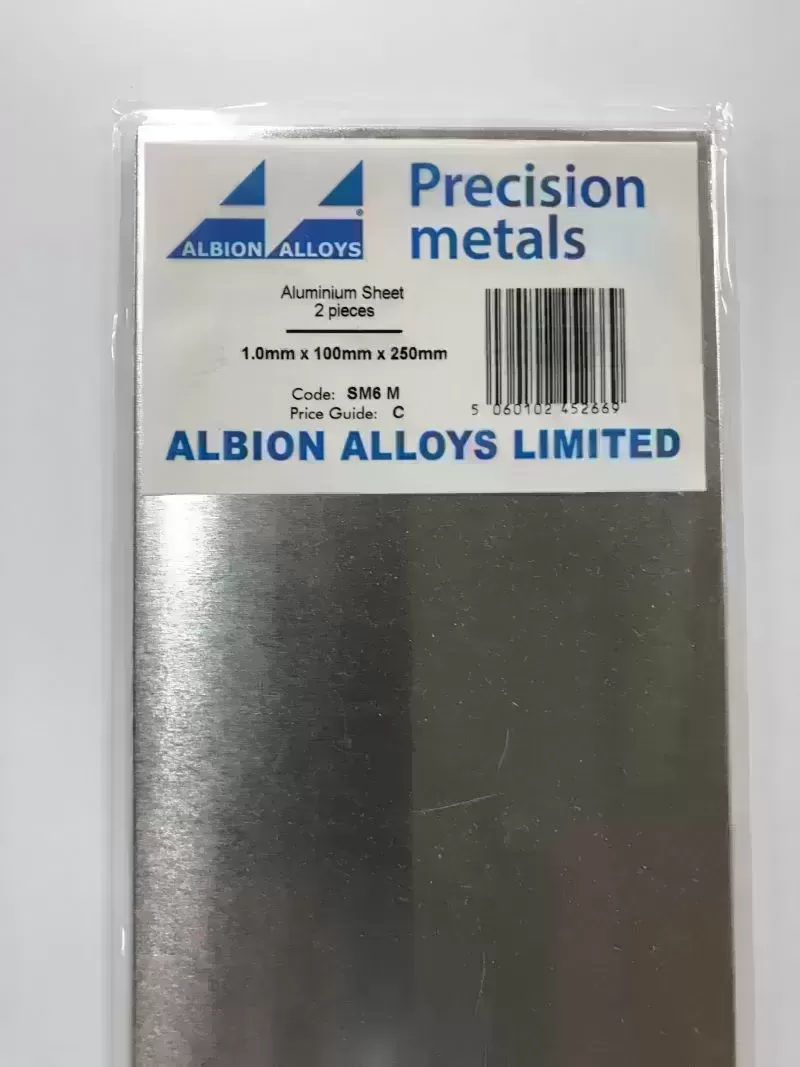 ALBION ALLOYS®
Precision
metals
Aluminium Sheet
2 pieces
1.0mm x 100mm x 250mm
Code: SM6 M
Price Guide: C
5 060102 452669
ALBION ALLOYS LIMITED